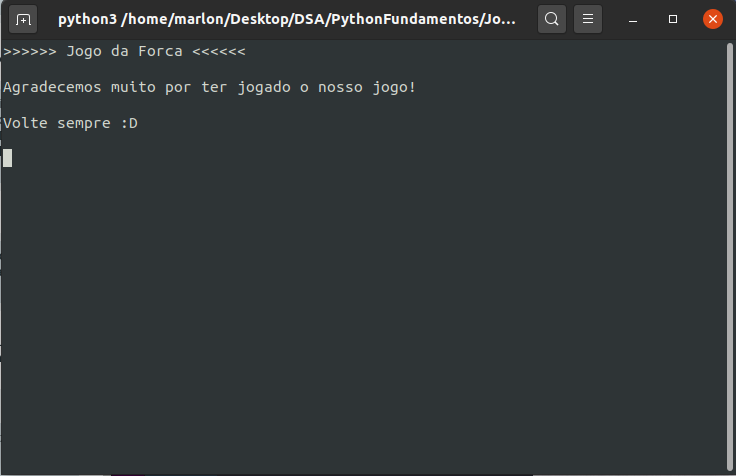 python3 /home/marlon/Desktop/DSA/PythonFundamentos/Jo...
>>>>>> Jogo da Forca <<<<<<
Agradecemos muito por ter jogado o nosso jogo!
Volte sempre :D